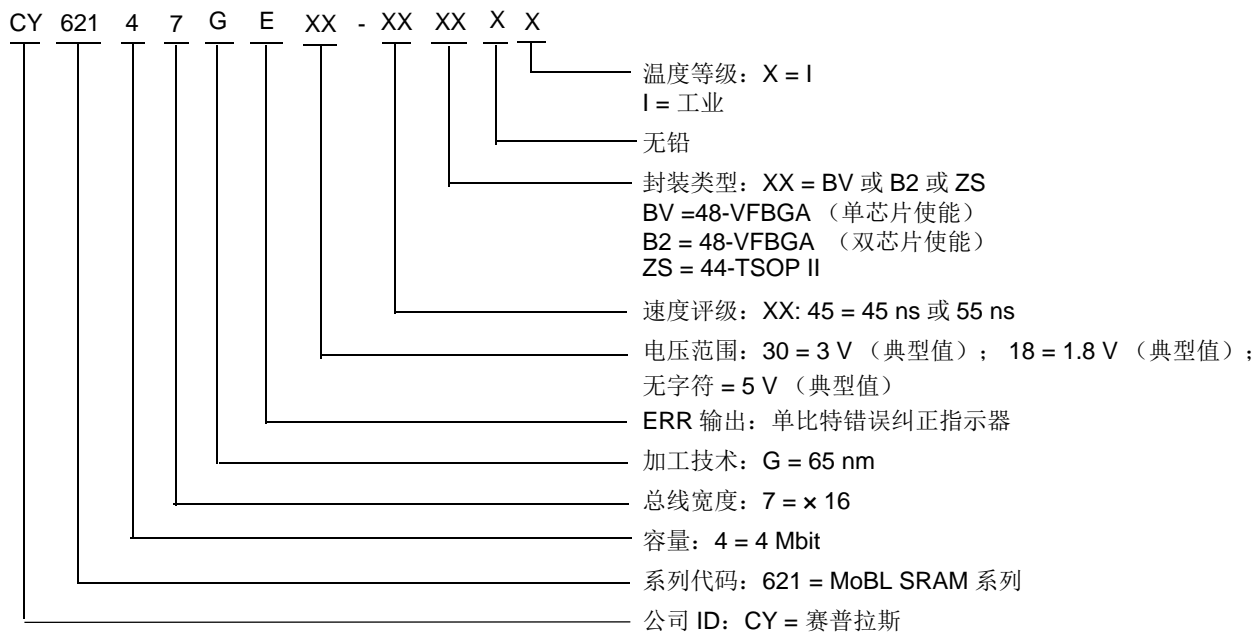 CY 621 4 7 G E XX - XX XX X X
温度等级：X = I
I = 工业
无铅
封装类型：XX = BV 或 B2 或 ZS
BV =48-VFBGA （单芯片使能）
B2 = 48-VFBGA （双芯片使能）
ZS = 44-TSOP II
速度评级：XX: 45 = 45 ns 或 55 ns
电压范围：30 = 3 V （典型值）； 18 = 1.8 V （典型值）；
无字符 = 5 V （典型值）
ERR 输出：单比特错误纠正指示器
加工技术：G = 65 nm
总线宽度：7 = × 16
容量：4 = 4 Mbit
系列代码：621 = MoBL SRAM 系列
公司 ID：CY = 赛普拉斯